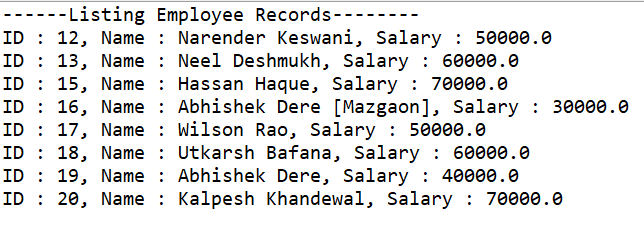 ------Listing Employee Records--------
ID : 12, Name : Narender Keswani, Salary : 50000.0
ID : 13, Name : Neel Deshmukh, Salary : 60000.0
ID : 15, Name : Hassan Haque, Salary : 70000.0
ID : 16, Name : Abhishek Dere [Mazgaon], Salary : 30000.0
ID : 17, Name : Wilson Rao, Salary : 50000.0
ID : 18, Name : Utkarsh Bafana, Salary : 60000.0
ID : 19, Name : Abhishek Dere, Salary : 40000.0
ID : 20, Name : Kalpesh Khandewal, Salary : 70000.0